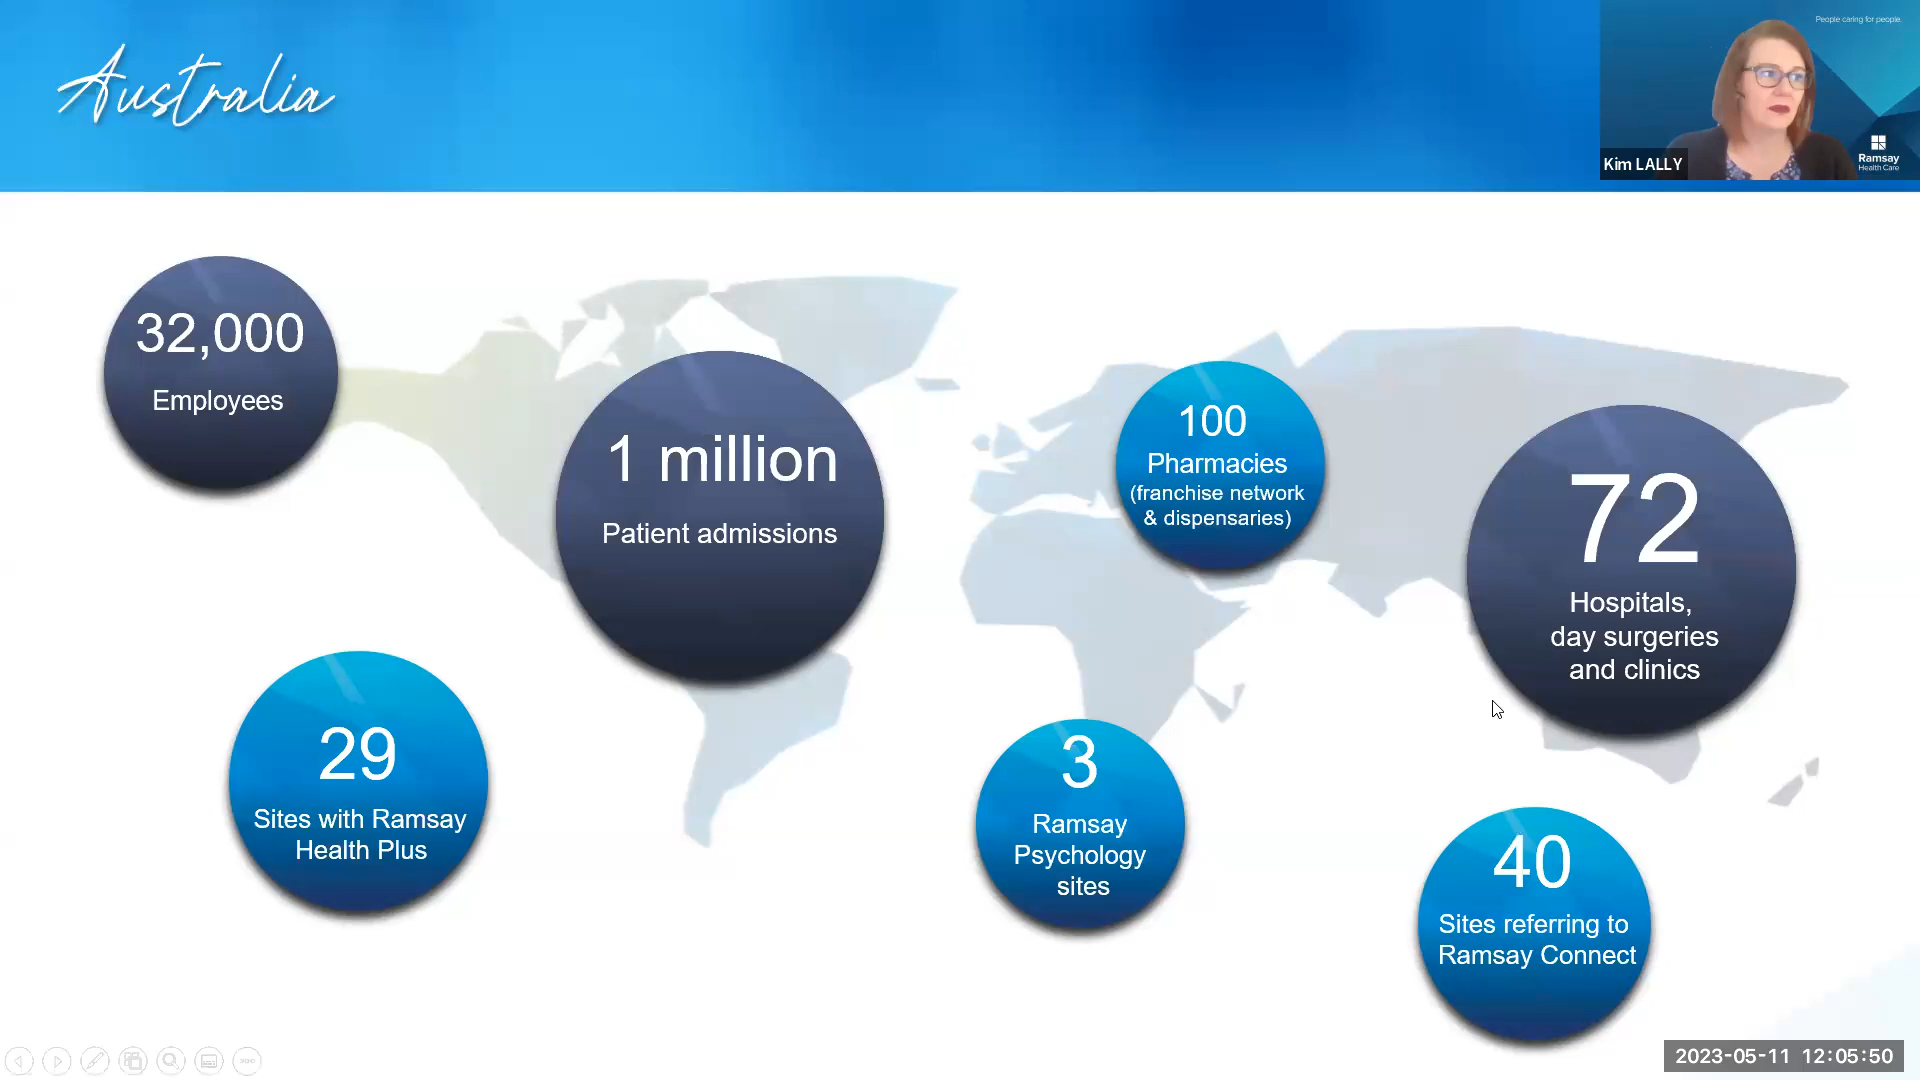 Australia
People caring for people.
Kim LALLY
Ramsay
Health Care
32,000
Employees
1 million
Patient admissions
100
Pharmacies
(franchise network
& dispensaries)
72
Hospitals,
day surgeries
and clinics
29
Sites with Ramsay
Health Plus
3
Ramsay
Psychology
sites
40
Sites referring to
Ramsay Connect
2023-05-11 12:05:50